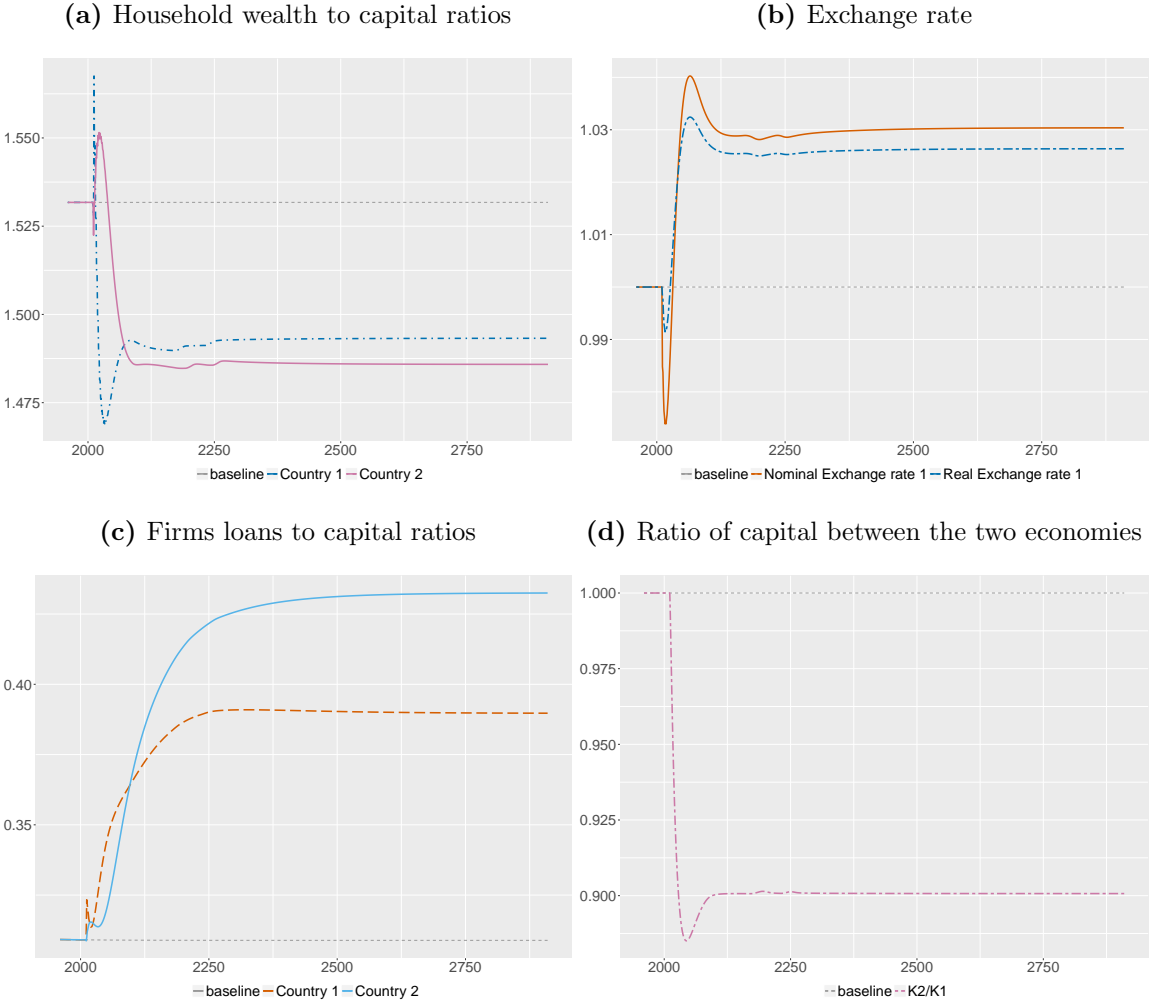 (a) Household wealth to capital ratios
1.550
1.525
1.500
1.475
2000 2250 2500 2750
baseline Country 1 Country 2
(b) Exchange rate
1.03
1.01
0.99
2000 2250 2500 2750
baseline Nominal Exchange rate 1 Real Exchange rate 1
(c) Firms loans to capital ratios
0.40
0.35
2000 2250 2500 2750
baseline Country 1 Country 2
(d) Ratio of capital between the two economies
1.000
0.975
0.950
0.925
0.900
2000 2250 2500 2750
baseline K2/K1